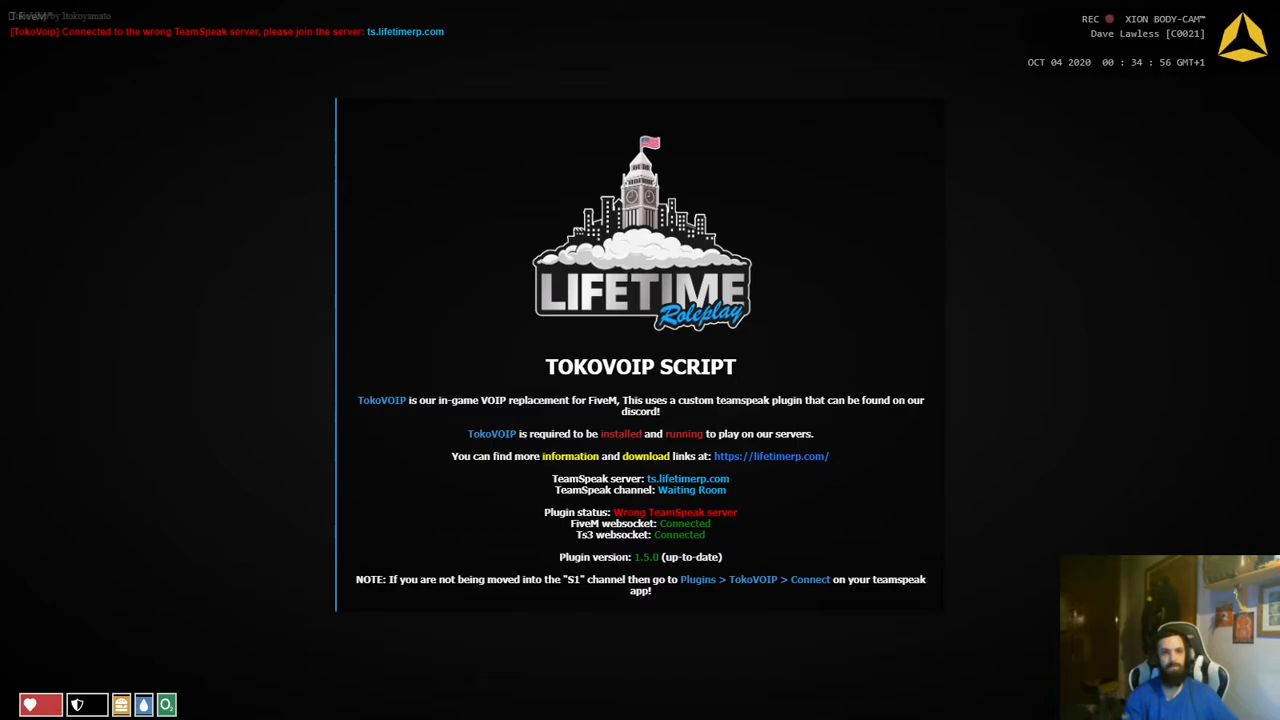 TokoVoip by Itokoyamato
[TokoVoip] Connected to the wrong TeamSpeak server, please join the server: ts.lifetimerp.com
REC XION BODY-CAM™
Dave Lawless [C0021]
OCT 04 2020 00 : 34 : 56 GMT+1
LIFETIME
Roleplay
TOKOVOIP SCRIPT
TokoVOIP is our in-game VOIP replacement for FiveM, This uses a custom teamspeak plugin that can be found on our
discord!
TokoVOIP is required to be installed and running to play on our servers.
You can find more information and download links at: https://lifetimerp.com/
TeamSpeak server: ts.lifetimerp.com
TeamSpeak channel: Waiting Room
Plugin status: Wrong TeamSpeak server
FiveM websocket: Connected
Ts3 websocket: Connected
Plugin version: 1.5.0 (up-to-date)
NOTE: If you are not being moved into the "S1" channel then go to Plugins > TokoVOIP > Connect on your teamspeak
app!
O₂